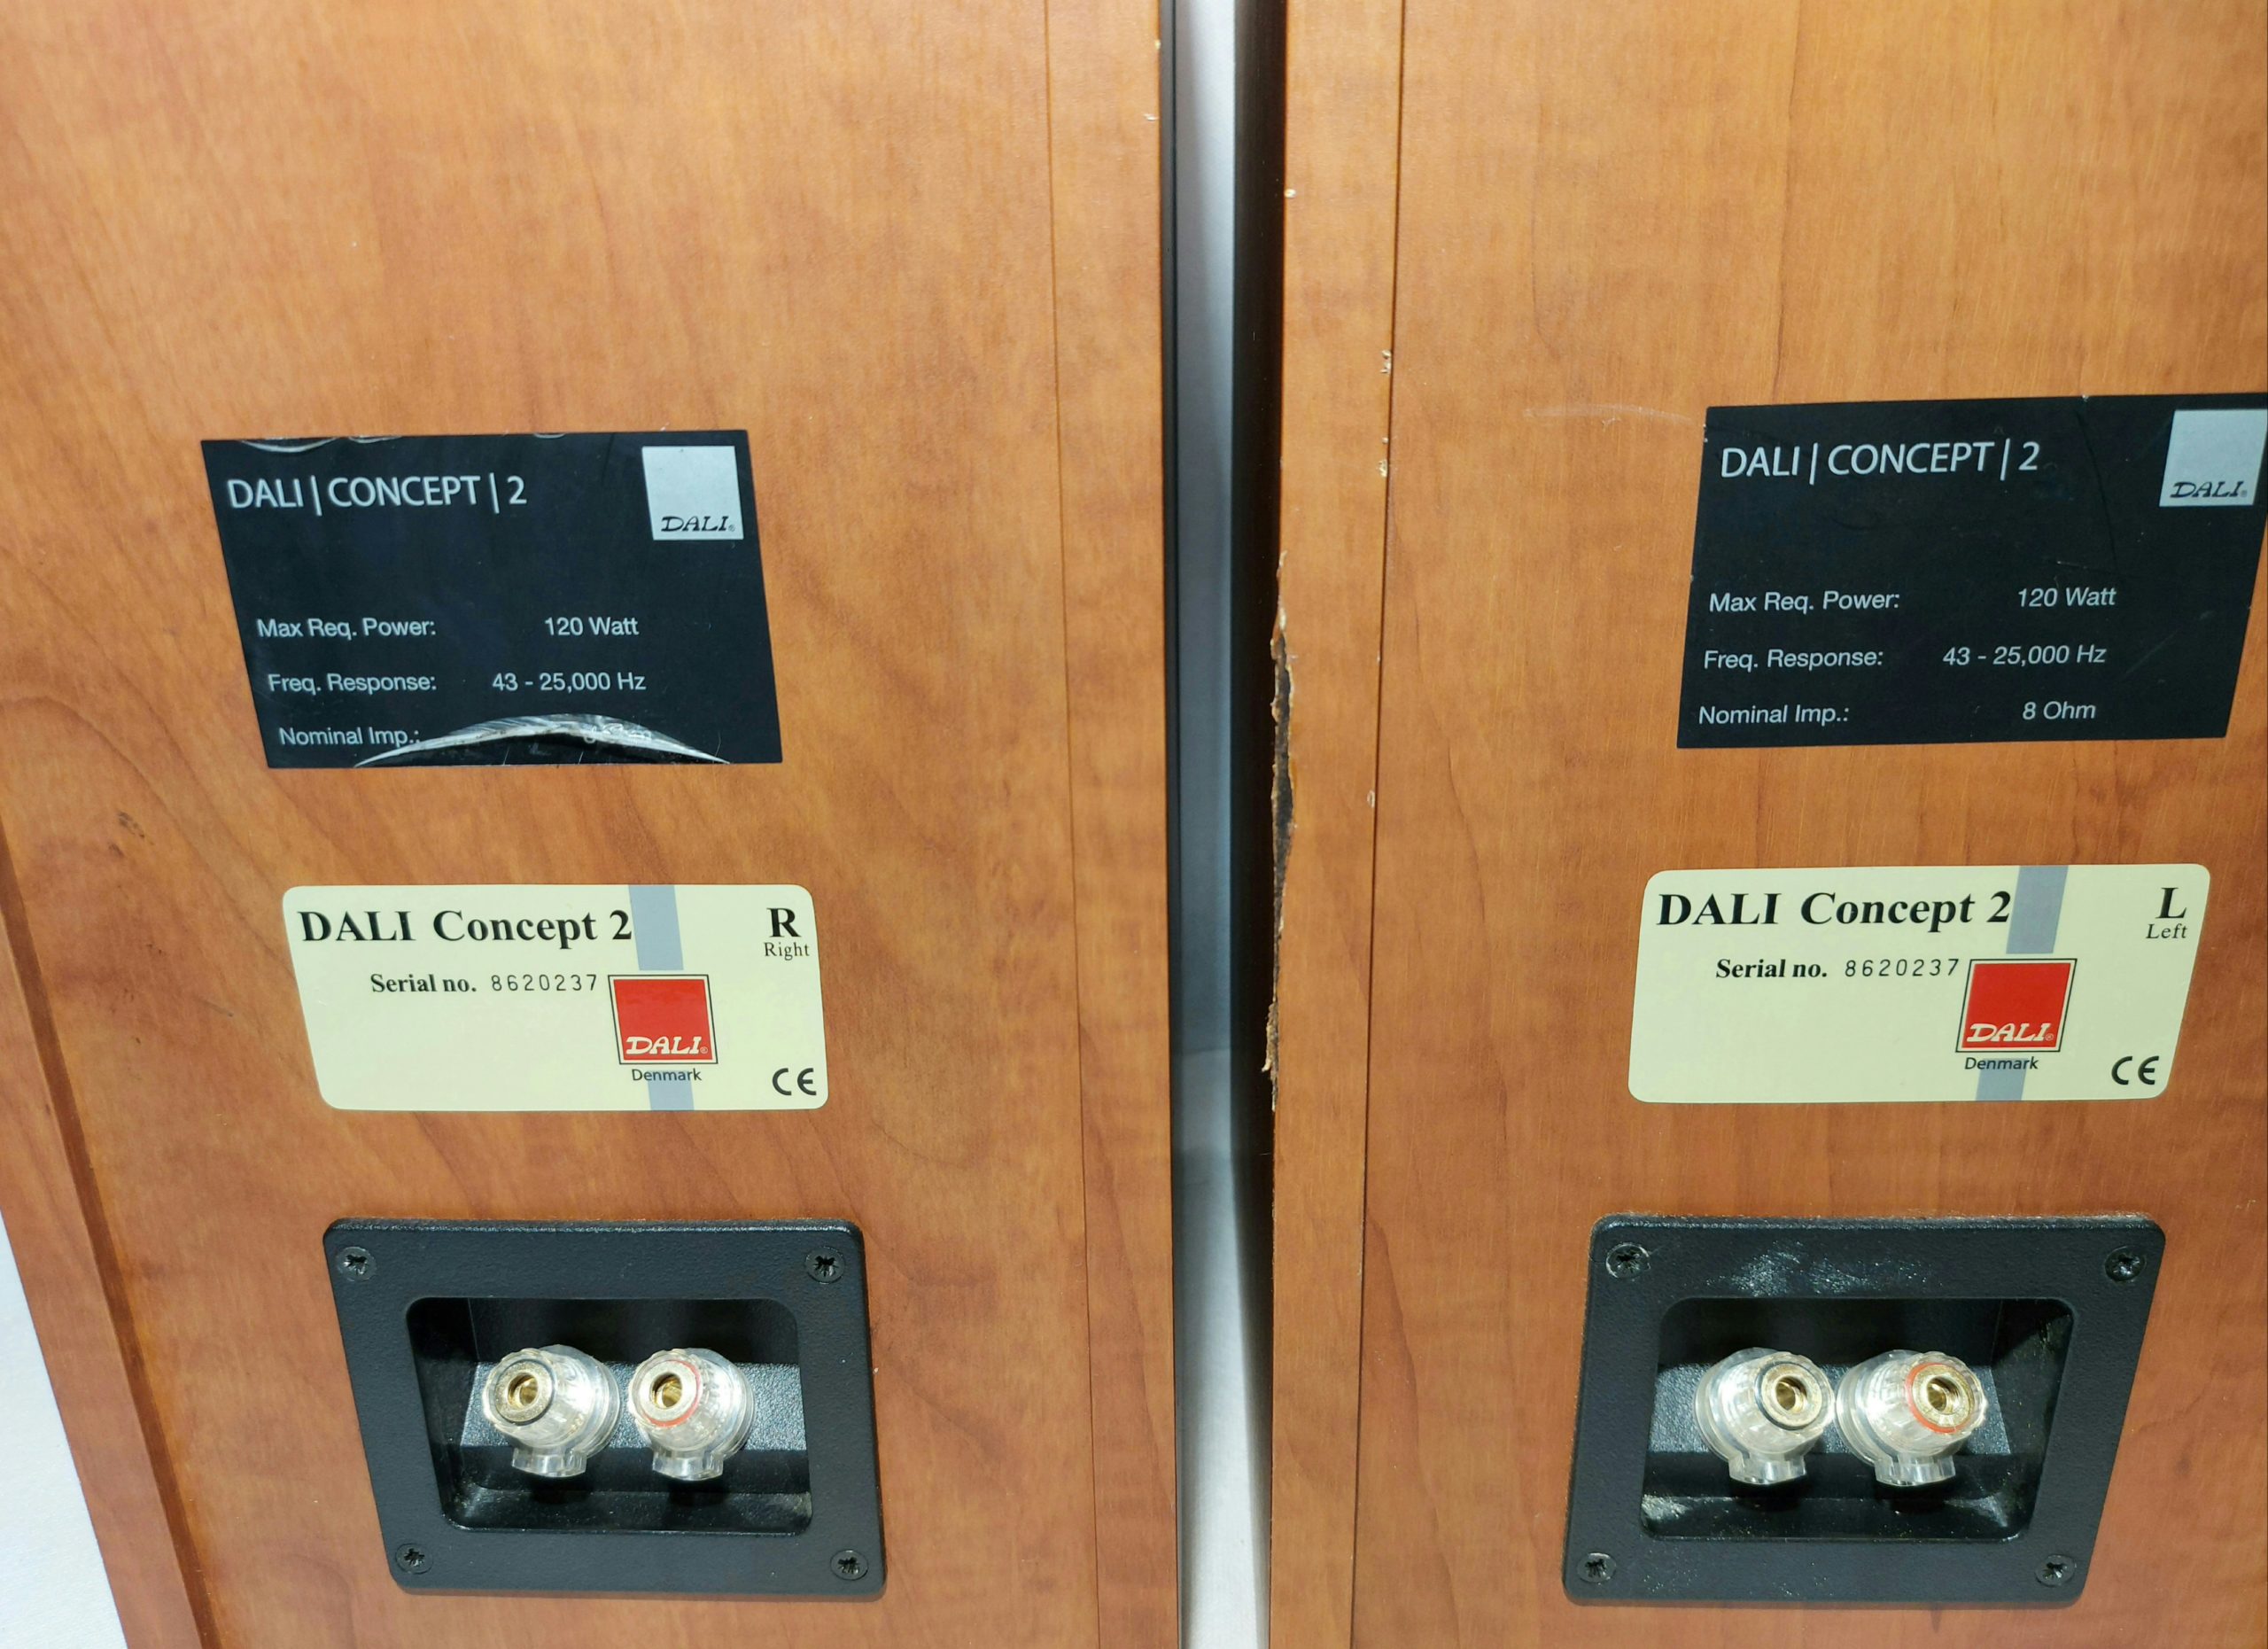 DALI | CONCEPT | 2
DALI®
Max Req. Power: 120 Watt
Freq. Response: 43 - 25,000 Hz
Nominal Imp.:
DALI Concept 2
R
Right
Serial no. 8620237
DALI®
Denmark
CE
DALI | CONCEPT | 2
DALI®
Max Req. Power: 120 Watt
Freq. Response: 43 - 25,000 Hz
Nominal Imp.: 8 Ohm
DALI Concept 2
L
Left
Serial no. 8620237
DALI®
Denmark
CE